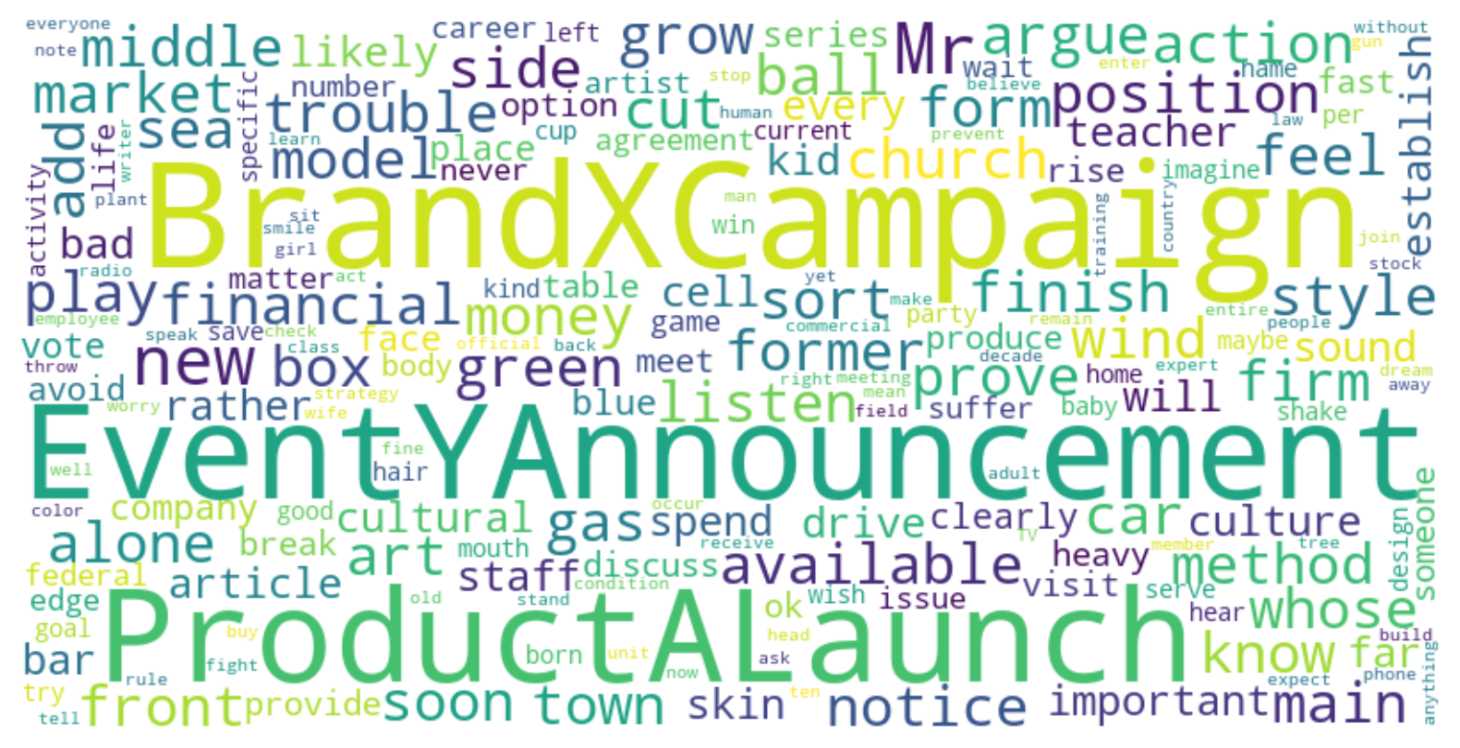 everyone career left grow series Mr argue action without
note middle likely side artist stop ball wait enter name gun
market specific number option cut human every believe form position fast
add life writer sea learn trouble cup agreement current prevent teacher law per establish
model place never kid church rise imagine feel
plant BrandXCampaign man
activity bad sit smile girl win training country join stock
radio matter act kind table yet
play financial money cell sort make finish entire style
employee speak save check game commercial party remain people
vote class face official back former produce wind maybe sound
throw new box body green meet decade home expert dream
avoid strategy right meeting prove firm away
worry rather wife blue listen mean field suffer baby will shake
EventYAnnouncement
well fine hair adult
color company good cultural occur gas spend drive clearly car culture someone
alone break art mouth receive discuss tv heavy member tree design
federal article staff condition available visit method
edge old stand ok wish issue serve whose
goal ProductALaunch hear build
bar buy fight born unit head ask know far
rule now expect phone anything
try front provide soon town skin ten notice important main
tell